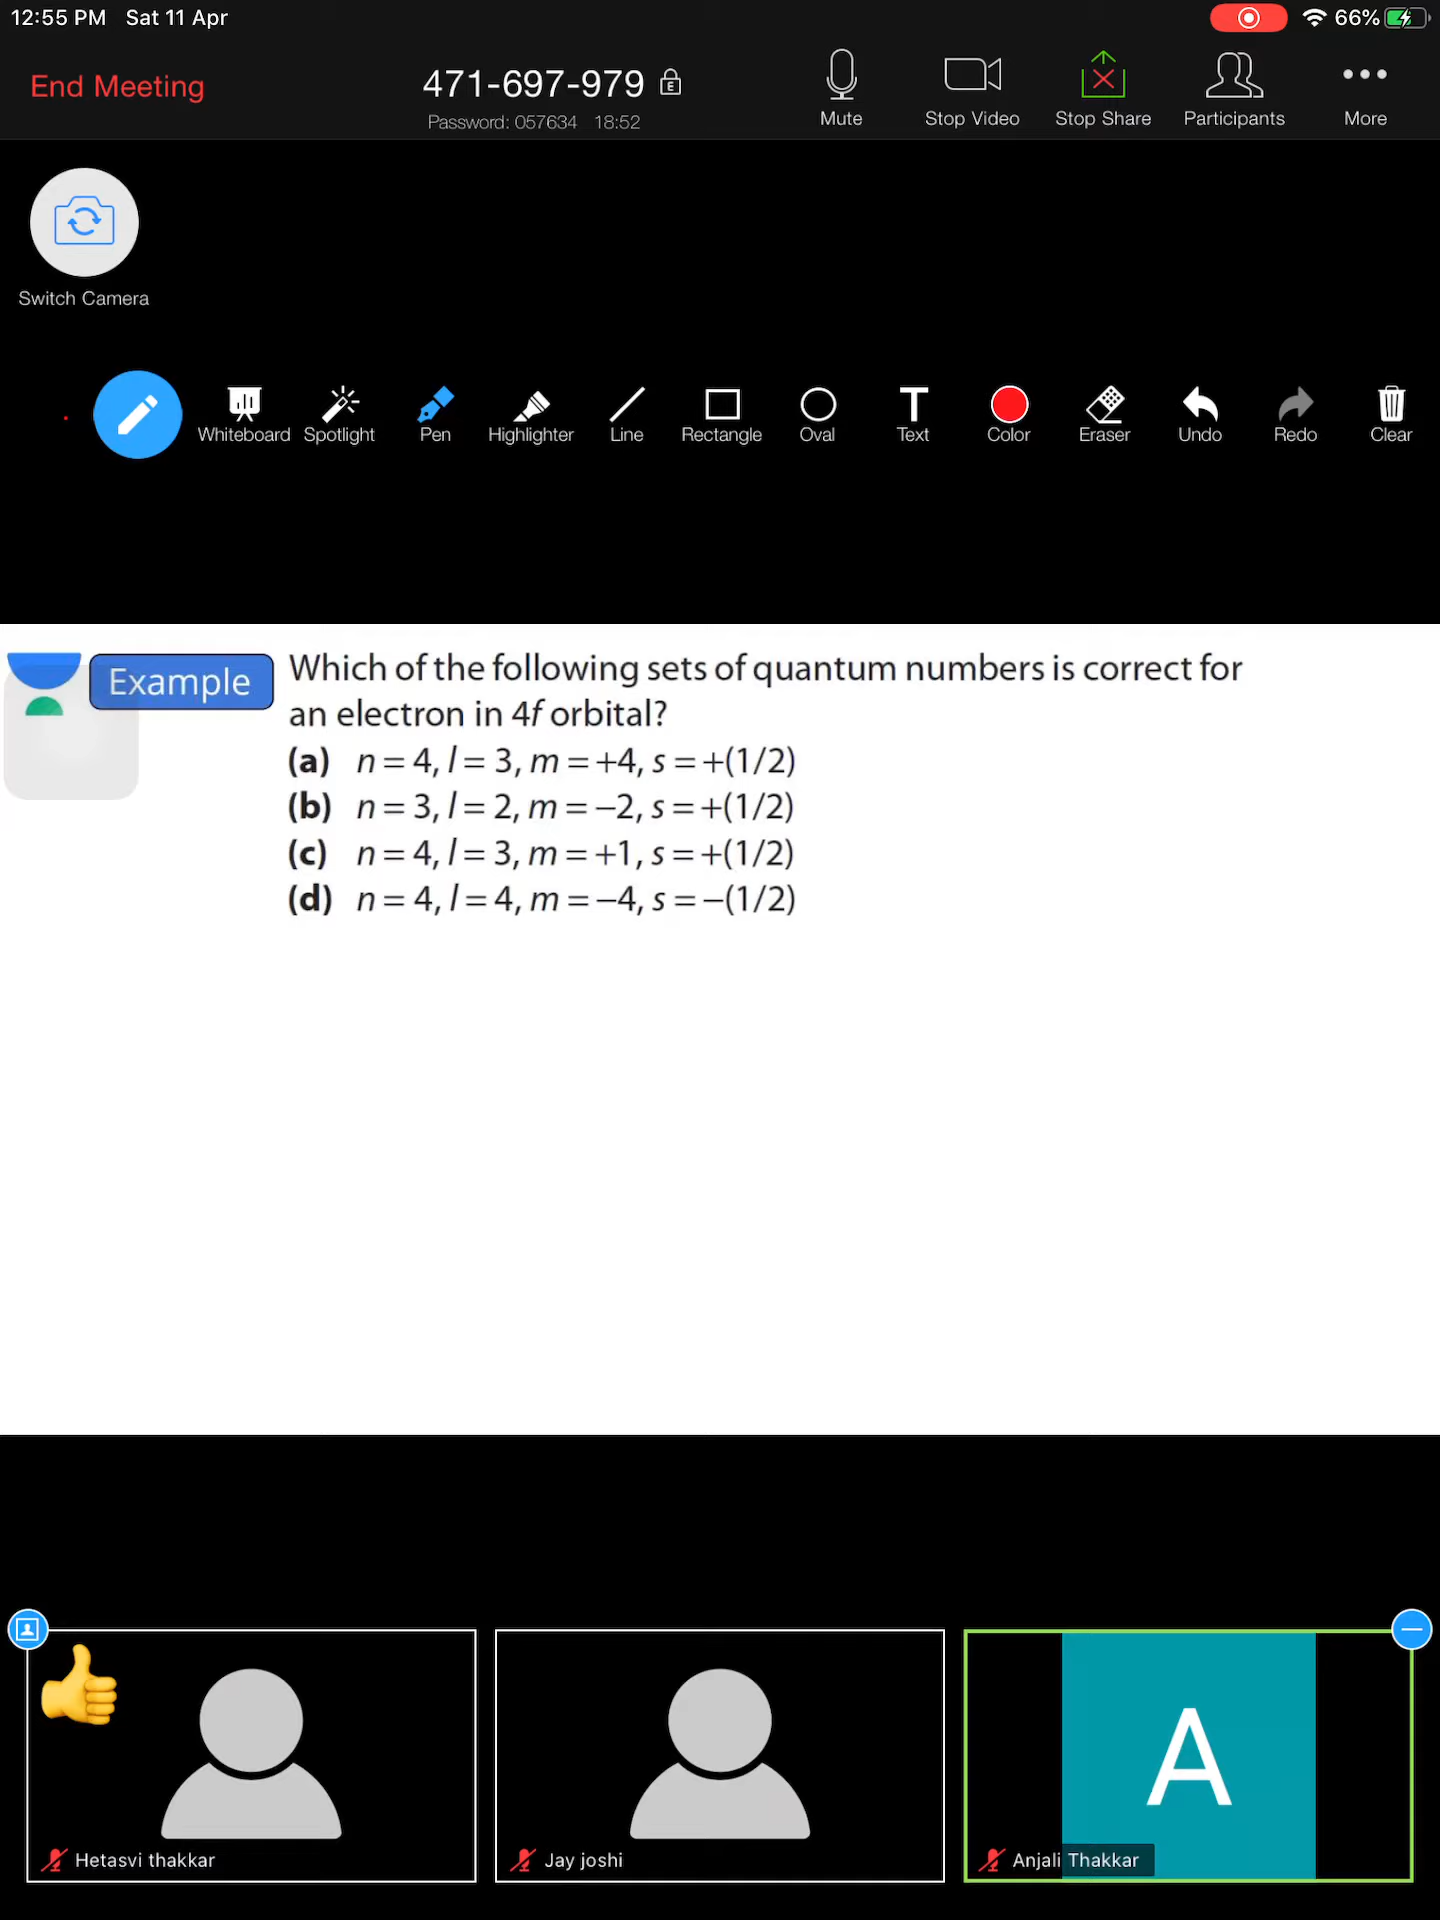 12:55 PM Sat 11 Apr 66%
End Meeting
471-697-979
Password: 057634 18:52
Mute
Stop Video
Stop Share
Participants
More
Switch Camera
Whiteboard
Spotlight
Pen
Highlighter
Line
Rectangle
Oval
Text
Color
Eraser
Undo
Redo
Clear
Example
Which of the following sets of quantum numbers is correct for
an electron in 4f orbital?
(a) n = 4, l = 3, m = +4, s = +(1/2)
(b) n = 3, l = 2, m = −2, s = +(1/2)
(c) n = 4, l = 3, m = +1, s = +(1/2)
(d) n = 4, l = 4, m = −4, s = −(1/2)
A
Hetasvi thakkar
Jay joshi
Anjali Thakkar